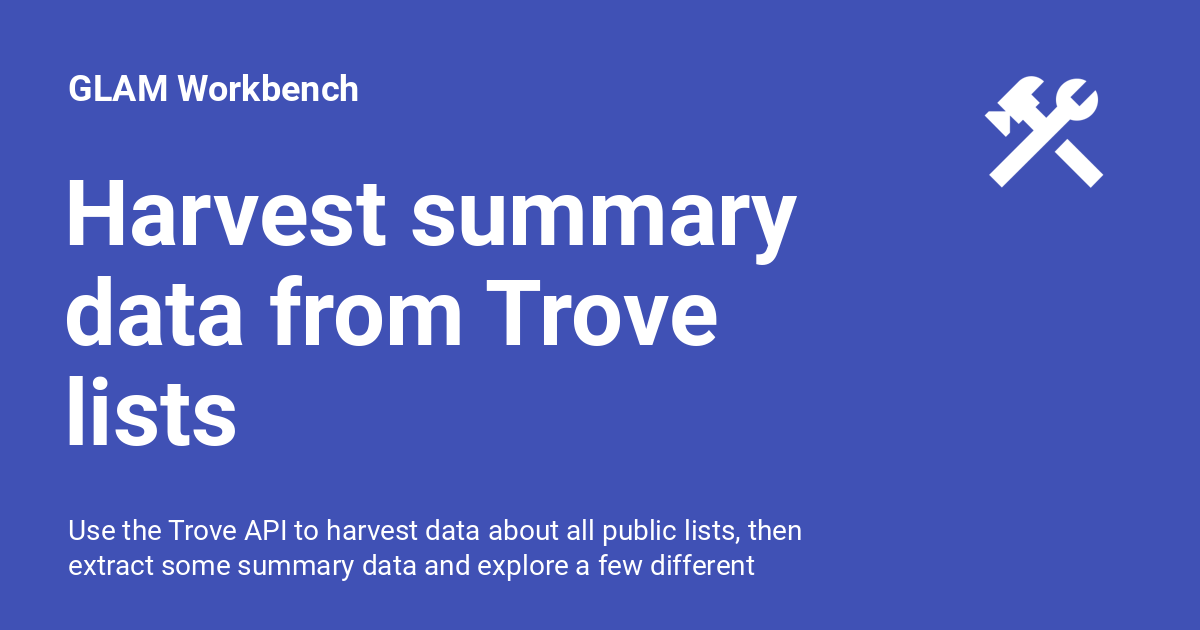 GLAM Workbench
Harvest summary
data from Trove
lists
Use the Trove API to harvest data about all public lists, then
extract some summary data and explore a few different